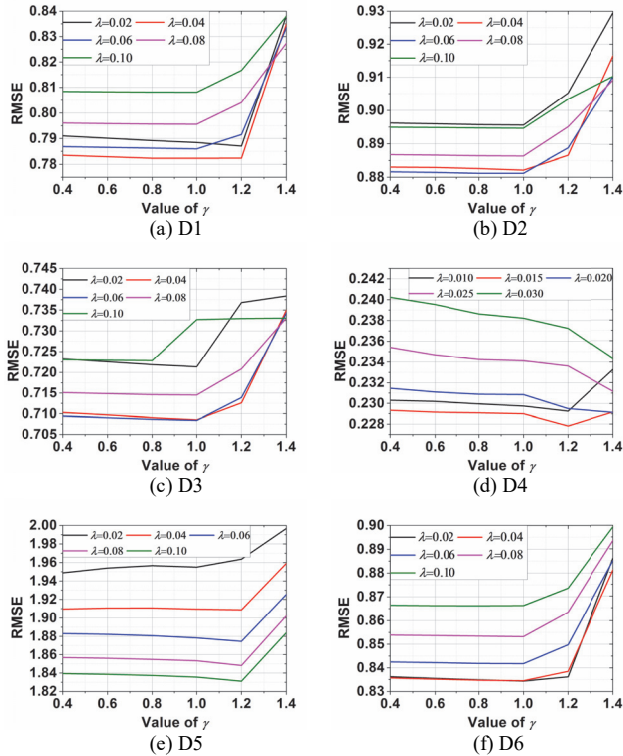 0.84
0.83
0.82
0.81
0.80
0.79
0.78
RMSE
λ=0.02 λ=0.04
λ=0.06 λ=0.08
λ=0.10
0.4 0.6 0.8 1.0 1.2 1.4
Value of γ
(a) D1
0.93
0.92
0.91
0.90
0.89
0.88
RMSE
λ=0.02 λ=0.04
λ=0.06 λ=0.08
λ=0.10
0.4 0.6 0.8 1.0 1.2 1.4
Value of γ
(b) D2
0.745
0.740
0.735
0.730
0.725
0.720
0.715
0.710
0.705
RMSE
λ=0.02 λ=0.04
λ=0.06 λ=0.08
λ=0.10
0.4 0.6 0.8 1.0 1.2 1.4
Value of γ
(c) D3
0.242
0.240
0.238
0.236
0.234
0.232
0.230
0.228
RMSE
λ=0.010 λ=0.015 λ=0.020
λ=0.025 λ=0.030
0.4 0.6 0.8 1.0 1.2 1.4
Value of γ
(d) D4
2.00
1.98
1.96
1.94
1.92
1.90
1.88
1.86
1.84
1.82
RMSE
λ=0.02 λ=0.04 λ=0.06
λ=0.08 λ=0.10
0.4 0.6 0.8 1.0 1.2 1.4
Value of γ
(e) D5
0.90
0.89
0.88
0.87
0.86
0.85
0.84
0.83
RMSE
λ=0.02 λ=0.04
λ=0.06 λ=0.08
λ=0.10
0.4 0.6 0.8 1.0 1.2 1.4
Value of γ
(f) D6